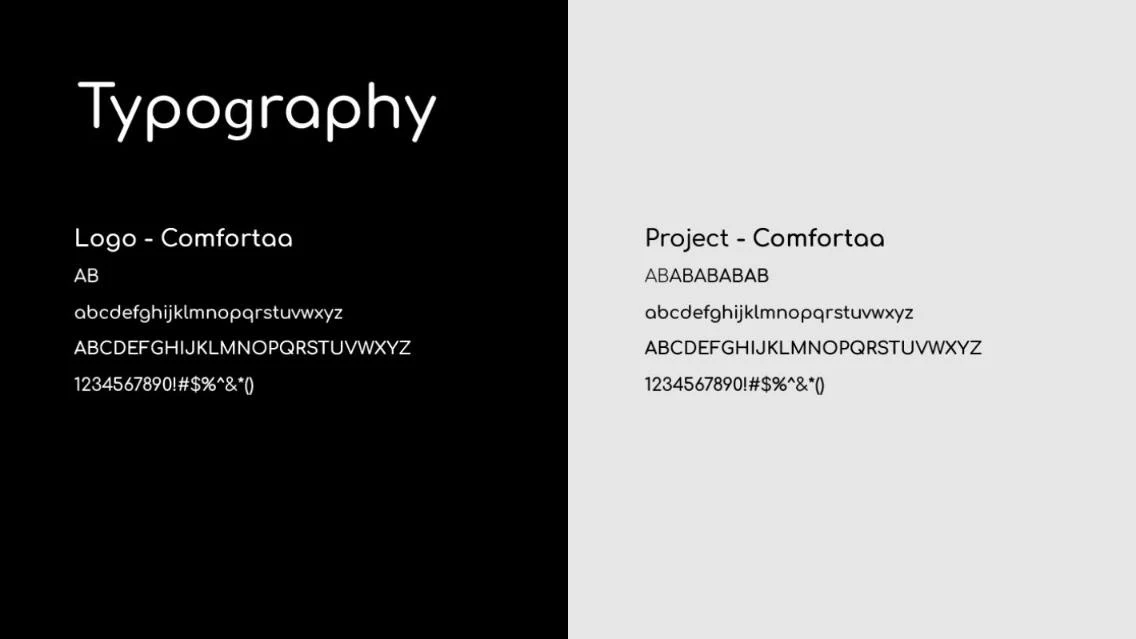 Typography
Logo - Comfortaa
AB
abcdefghijklmnopqrstuvwxyz
ABCDEFGHIJKLMNOPQRSTUVWXYZ
1234567890!#$%^&*()
Project - Comfortaa
ABABABABAB
abcdefghijklmnopqrstuvwxyz
ABCDEFGHIJKLMNOPQRSTUVWXYZ
1234567890!#$%^&*()